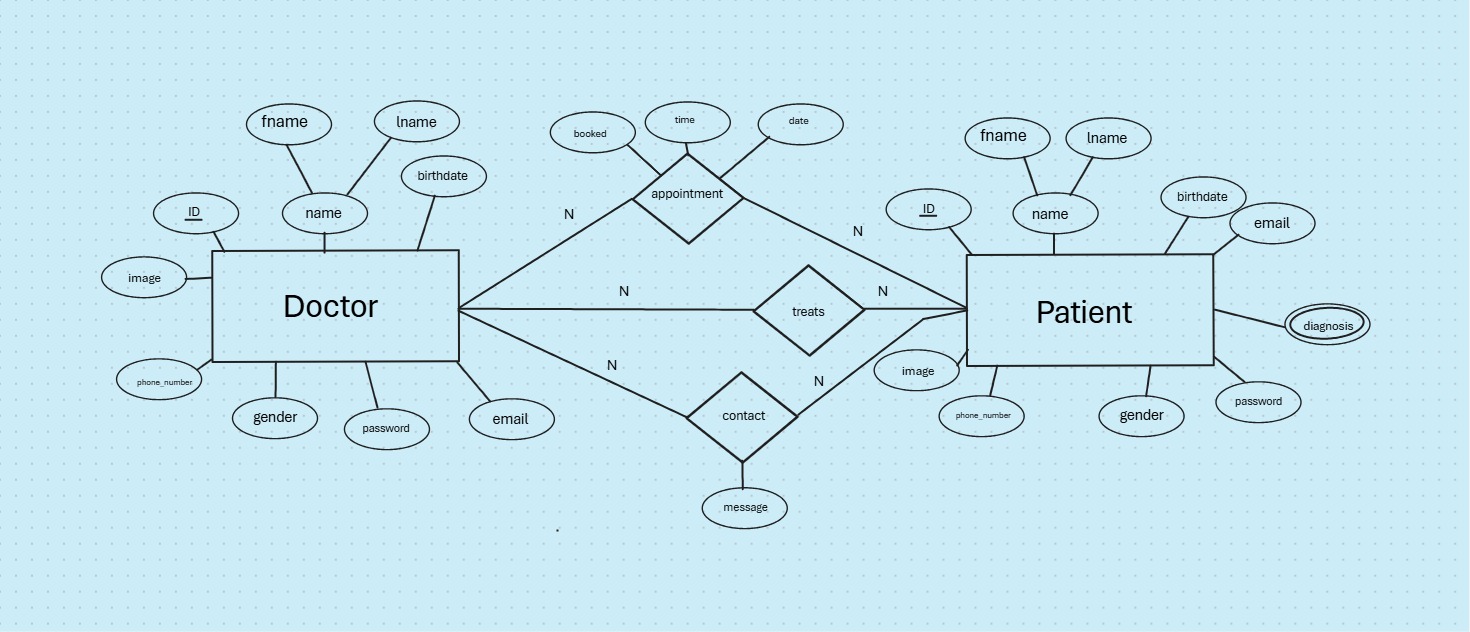 fname
lname
birthdate
ID
name
image
Doctor
phone_number
gender
password
email
booked
time
date
appointment
N
N
N
treats
N
N
contact
N
message
fname
lname
ID
name
birthdate
email
Patient
diagnosis
image
phone_number
gender
password